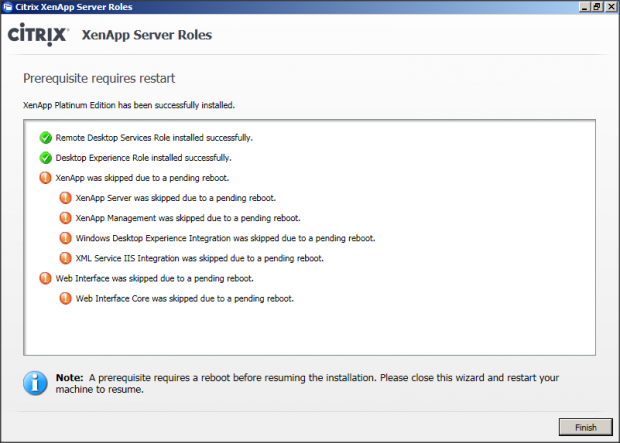 Citrix XenApp Server Roles
CİTRIX XenApp Server Roles
Prerequisite requires restart
XenApp Platinum Edition has been successfully installed.
Remote Desktop Services Role installed successfully.
Desktop Experience Role installed successfully.
XenApp was skipped due to a pending reboot.
XenApp Server was skipped due to a pending reboot.
XenApp Management was skipped due to a pending reboot.
Windows Desktop Experience Integration was skipped due to a pending reboot.
XML Service IIS Integration was skipped due to a pending reboot.
Web Interface was skipped due to a pending reboot.
Web Interface Core was skipped due to a pending reboot.
Note: A prerequisite requires a reboot before resuming the installation. Please close this wizard and restart your
machine to resume.
Finish